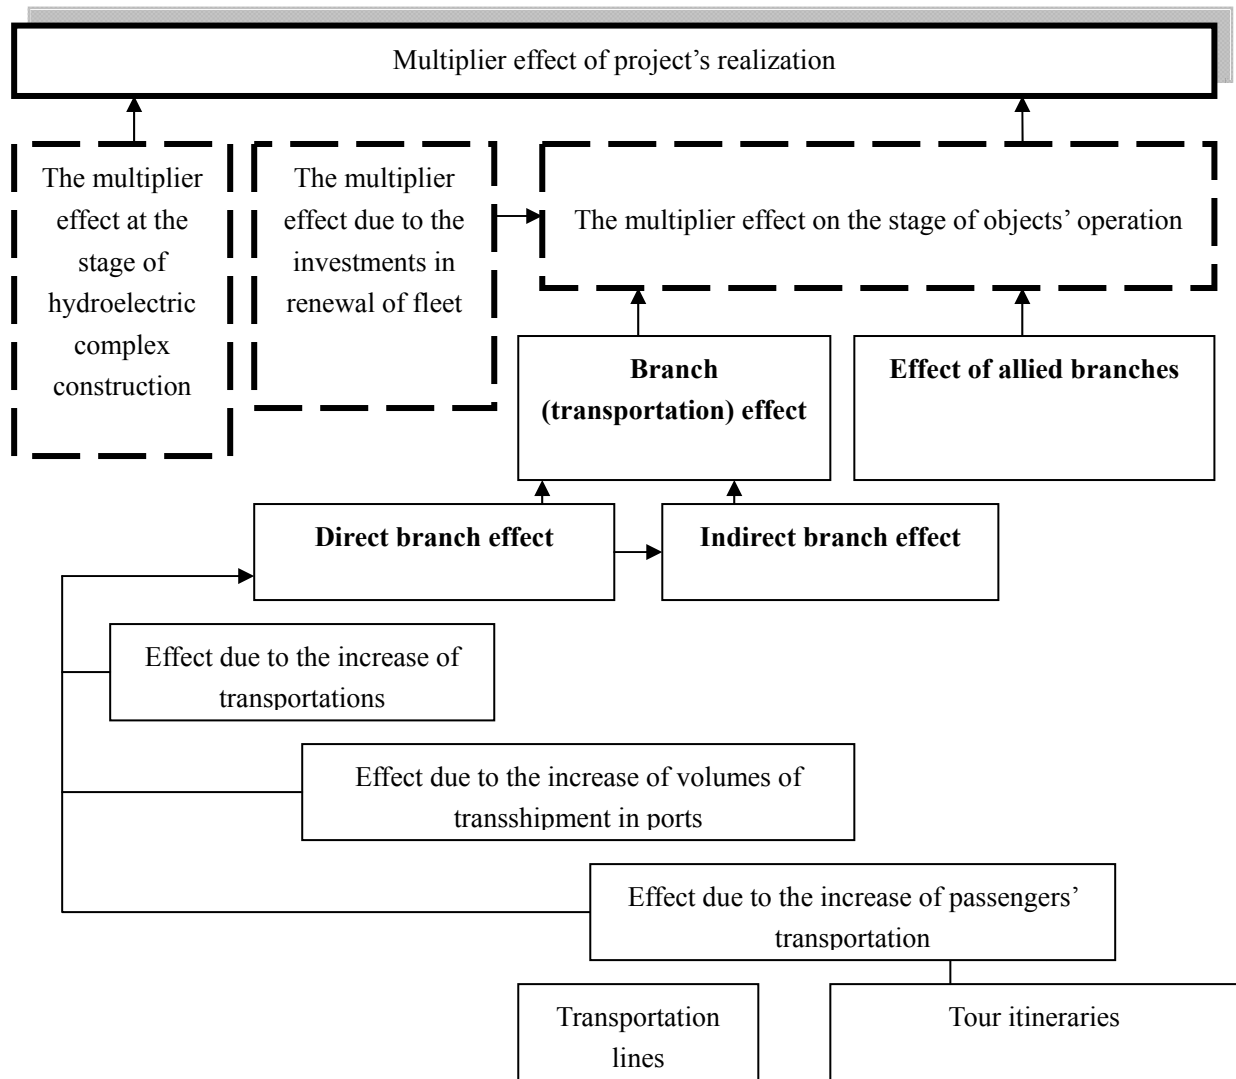 Multiplier effect of project’s realization
The multiplier
effect at the
stage of
hydroelectric
complex
construction
The multiplier
effect due to the
investments in
renewal of fleet
The multiplier effect on the stage of objects’ operation
Branch
(transportation) effect
Effect of allied branches
Direct branch effect
Indirect branch effect
Effect due to the increase of
transportations
Effect due to the increase of volumes of
transshipment in ports
Effect due to the increase of passengers’
transportation
Transportation
lines
Tour itineraries